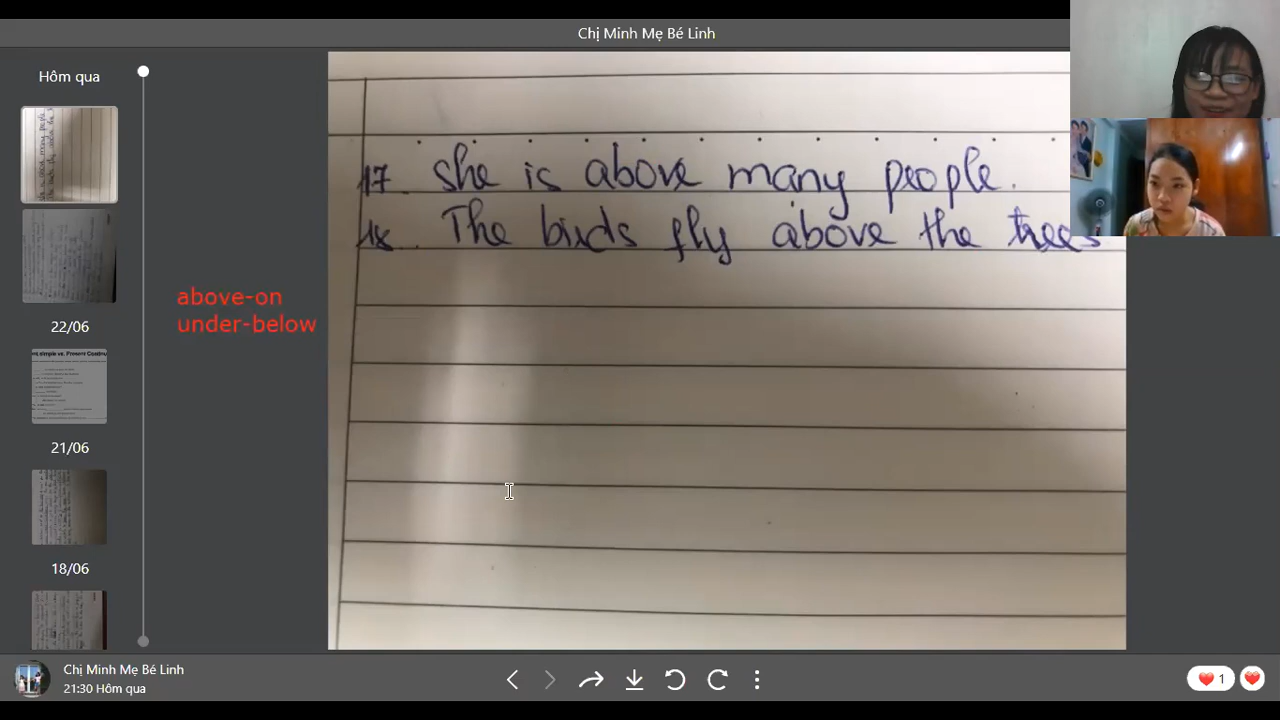 Chị Minh Mẹ Bé Linh
Hôm qua
17. She is above many people.
18. The birds fly above the trees
above-on
under-below
22/06
21/06
18/06
Chị Minh Mẹ Bé Linh
21:30 Hôm qua
1